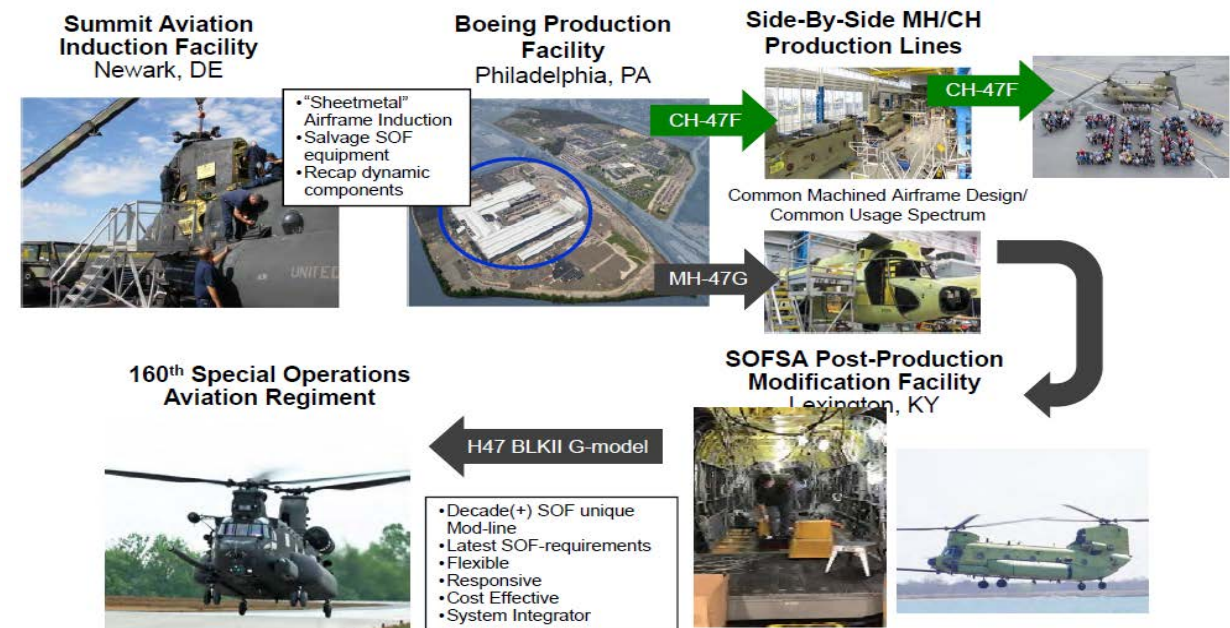 Summit Aviation
Induction Facility
Newark, DE
•"Sheetmetal"
Airframe Induction
•Salvage SOF
equipment
•Recap dynamic
components
Boeing Production
Facility
Philadelphia, PA
CH-47F
MH-47G
Side-By-Side MH/CH
Production Lines
CH-47F
Common Machined Airframe Design/
Common Usage Spectrum
SOFSA Post-Production
Modification Facility
Lexington, KY
160th Special Operations
Aviation Regiment
H47 BLKII G-model
•Decade(+) SOF unique
Mod-line
•Latest SOF-requirements
•Flexible
•Responsive
•Cost Effective
•System Integrator
UNITED